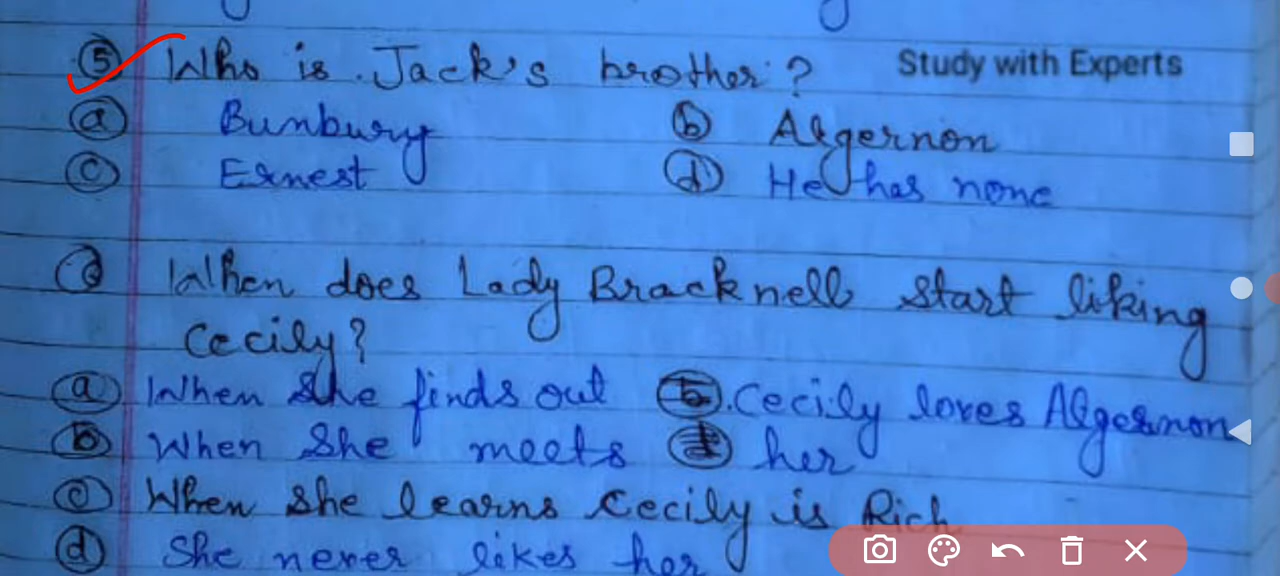 ⑤ Who is Jack's brother? Study with Experts
ⓐ Bunbury ⓑ Algernon
ⓒ Ernest ⓓ He has none
When does Lady Bracknell start liking
Cecily?
ⓐ When she finds out Cecily loves Algernon
ⓑ When She meets her
ⓒ When she learns Cecily is Rich
ⓓ She never likes her